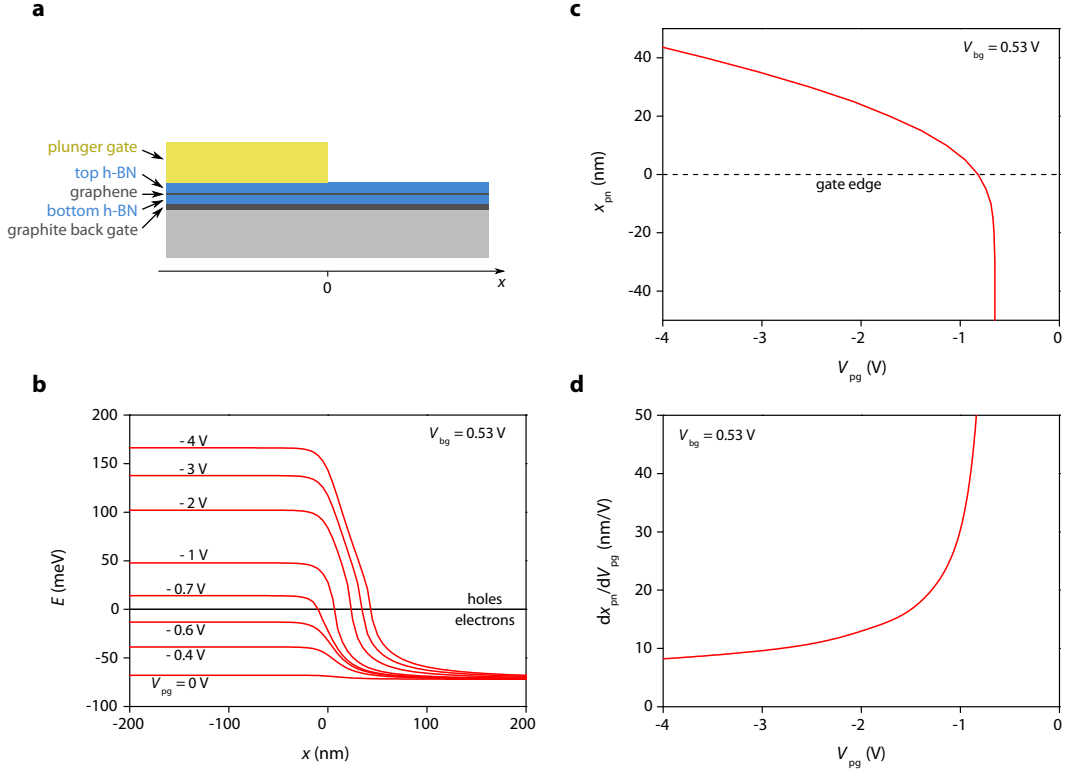 a
plunger gate
top h-BN
graphene
bottom h-BN
graphite back gate
0
x
b
200
150
100
50
0
-50
-100
-200
-100
0
100
200
E (meV)
x (nm)
V_bg = 0.53 V
- 4 V
- 3 V
- 2 V
- 1 V
- 0.7 V
- 0.6 V
- 0.4 V
V_pg = 0 V
holes
electrons
c
40
20
0
-20
-40
-4
-3
-2
-1
0
x_pn (nm)
V_pg (V)
V_bg = 0.53 V
gate edge
d
50
40
30
20
10
0
-4
-3
-2
-1
0
dx_pn/dV_pg (nm/V)
V_pg (V)
V_bg = 0.53 V